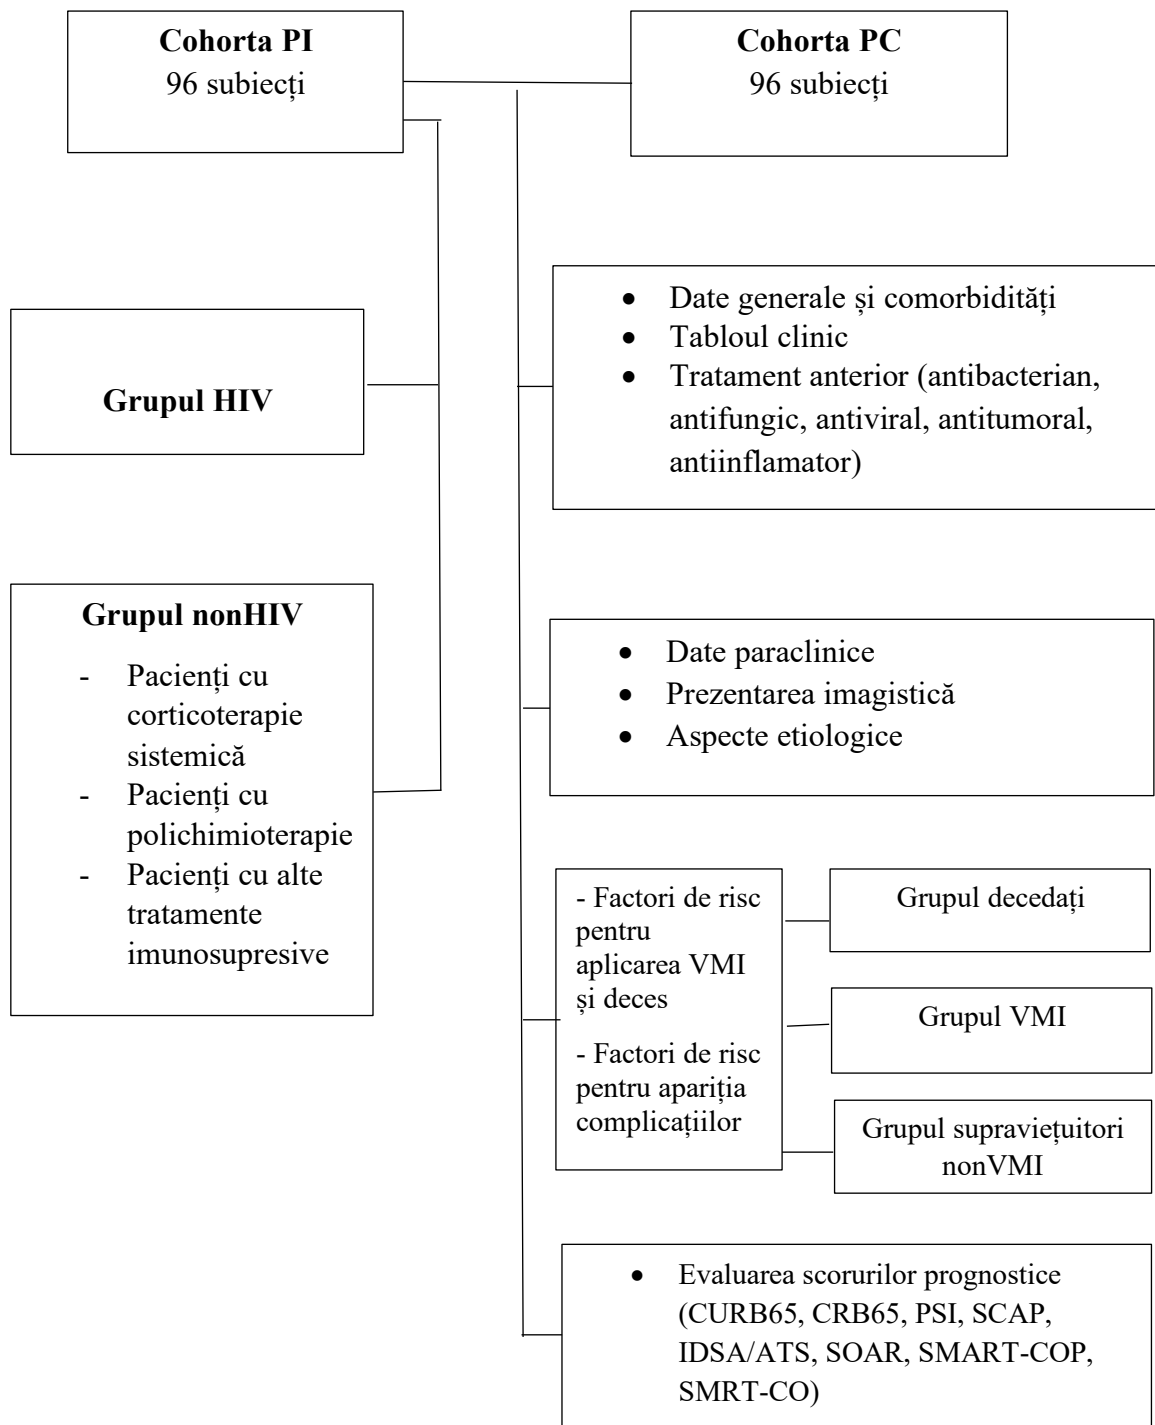 Cohorta PI
96 subiecți
Cohorta PC
96 subiecți
Grupul HIV
Grupul nonHIV
- Pacienți cu
corticoterapie
sistemică
- Pacienți cu
polichimioterapie
- Pacienți cu alte
tratamente
imunosupresive
• Date generale și comorbidități
• Tabloul clinic
• Tratament anterior (antibacterian,
antifungic, antiviral, antitumoral,
antiinflamator)
• Date paraclinice
• Prezentarea imagistică
• Aspecte etiologice
- Factori de risc
pentru
aplicarea VMI
și deces
- Factori de risc
pentru apariția
complicațiilor
Grupul decedați
Grupul VMI
Grupul supraviețuitori
nonVMI
• Evaluarea scorurilor prognostice
(CURB65, CRB65, PSI, SCAP,
IDSA/ATS, SOAR, SMART-COP,
SMRT-CO)